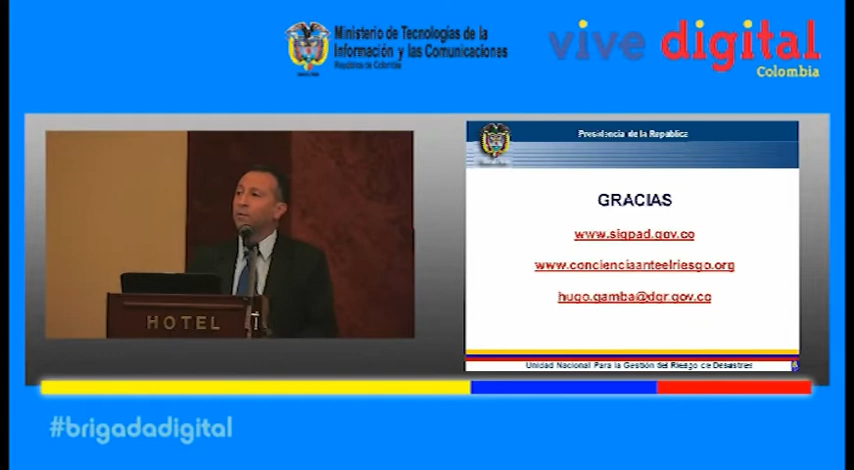 Ministerio de Tecnologías de la
Información y las Comunicaciones
República de Colombia
vive digital
Colombia
HOTEL
Presidencia de la República
GRACIAS
www.sigpad.gov.co
www.concienciaanteelriesgo.org
hugo.gamba@dgr.gov.co
Unidad Nacional Para la Gestión del Riesgo de Desastres
#brigadadigital